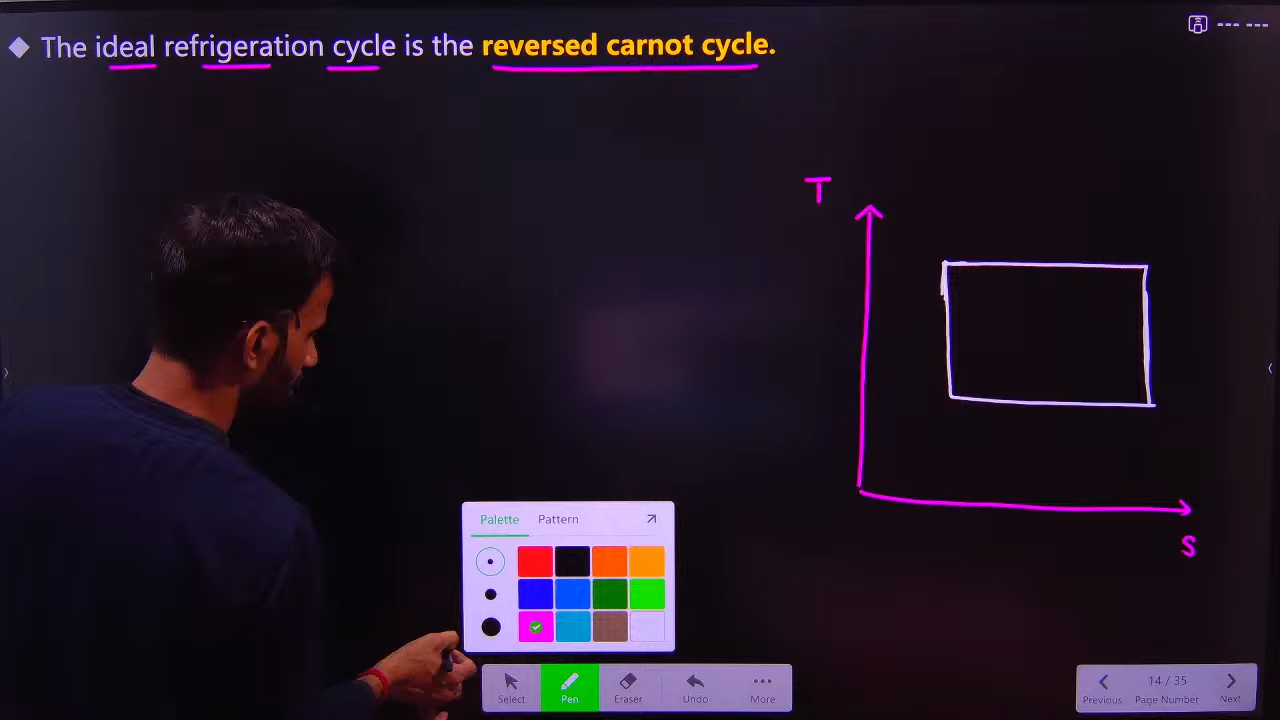 The ideal refrigeration cycle is the reversed carnot cycle.
T
S
Palette Pattern
Select Pen Eraser Undo More
14 / 35
Previous Page Number Next